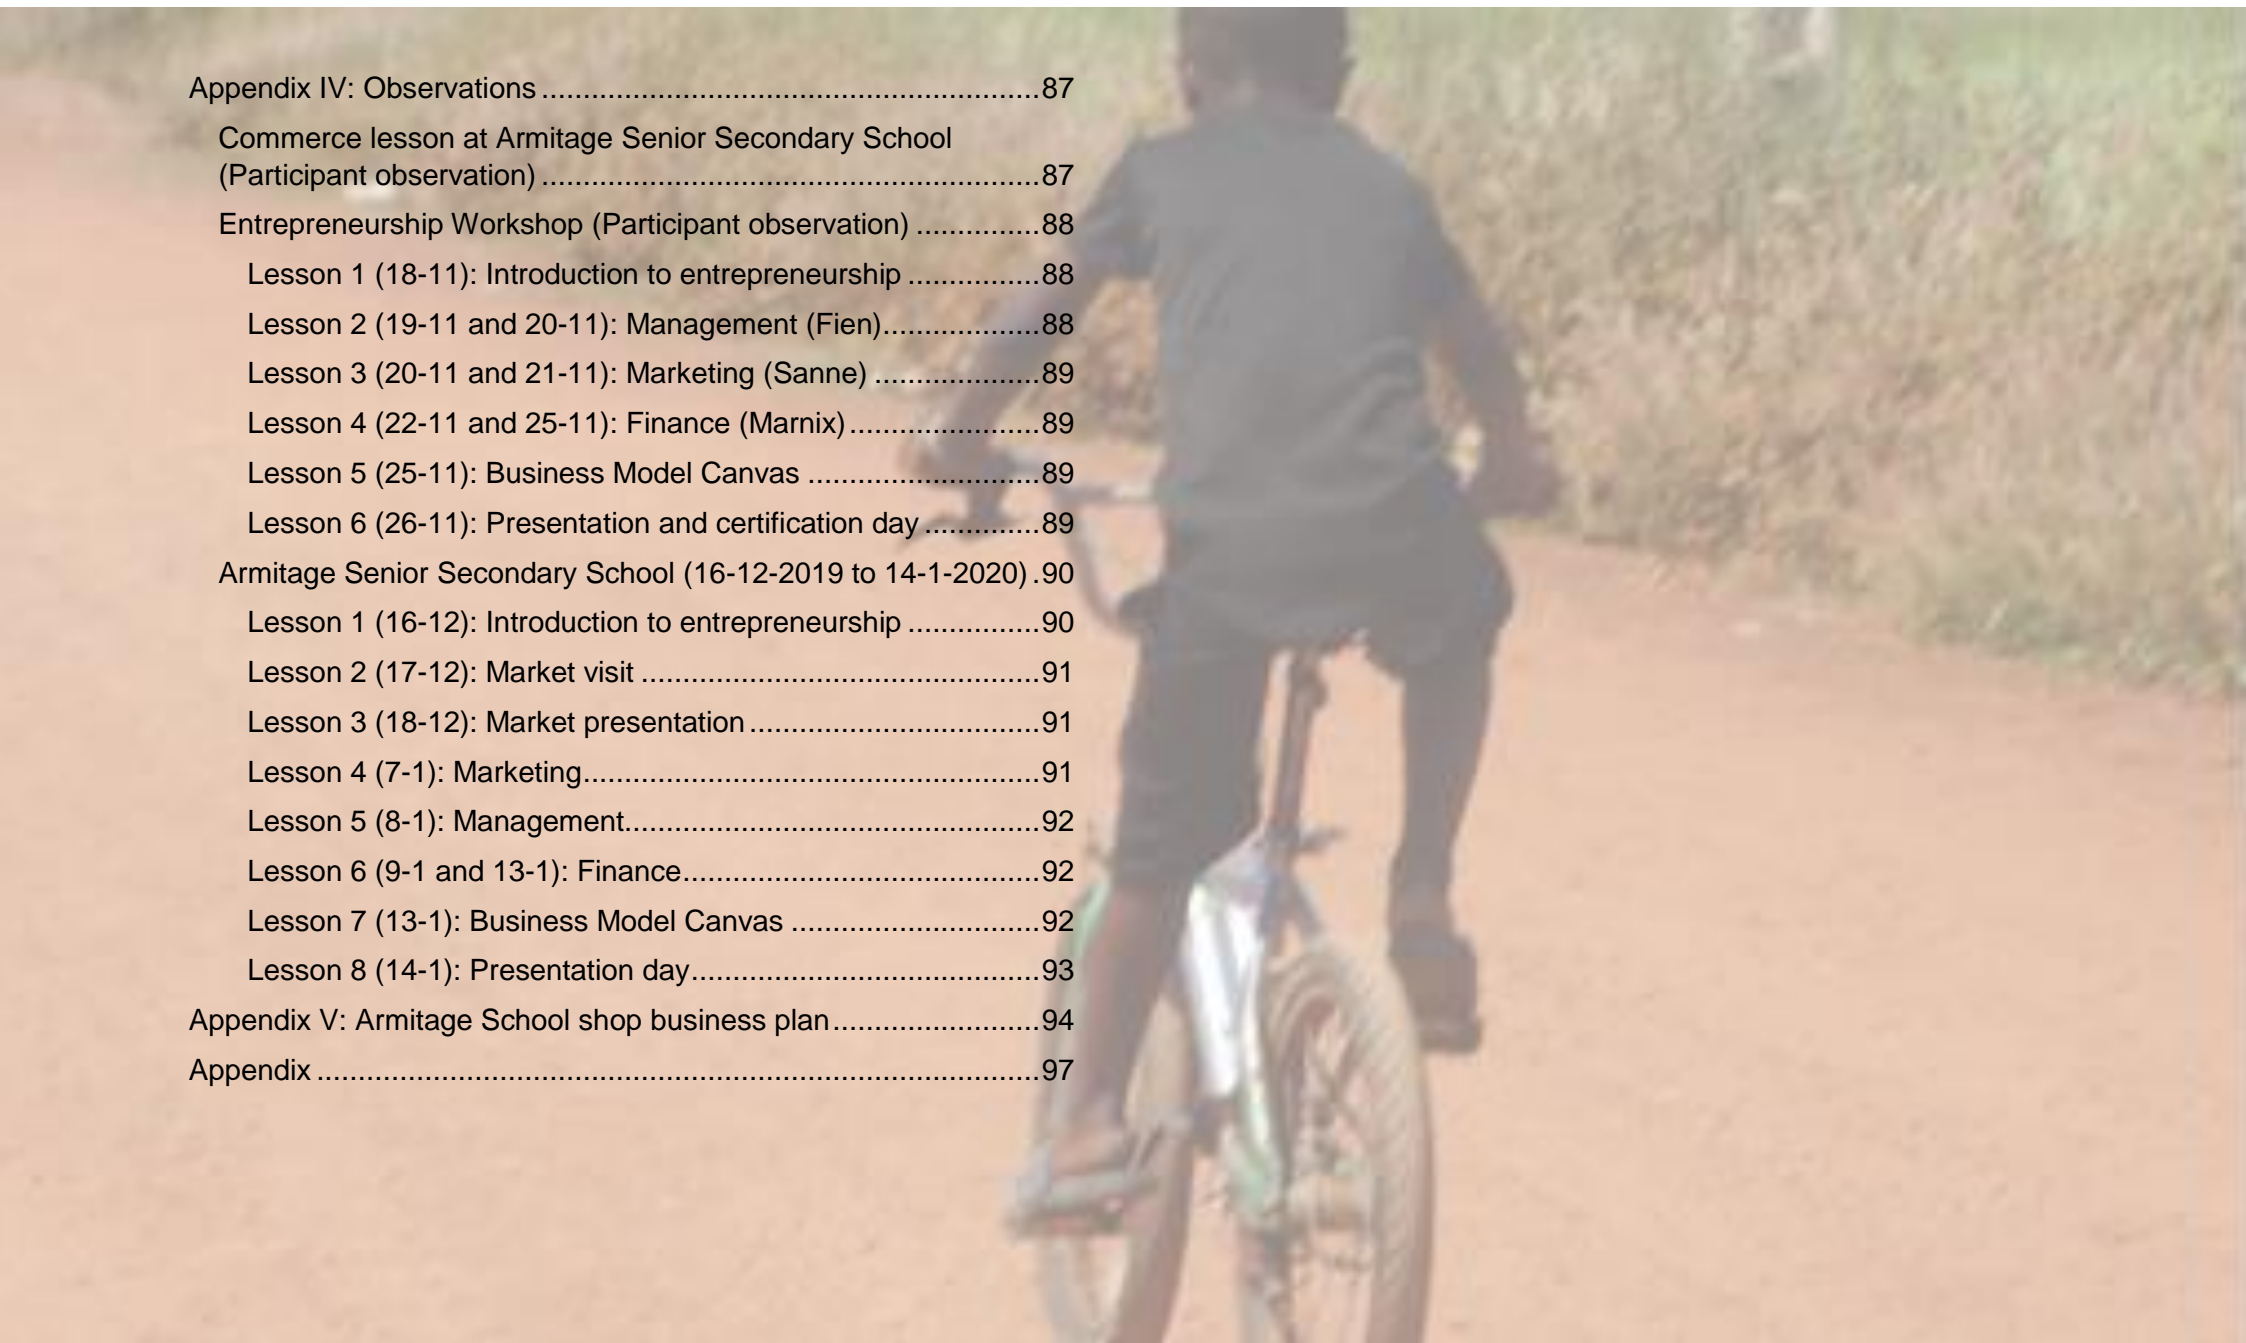 Appendix IV: Observations ............................................................ 87
Commerce lesson at Armitage Senior Secondary School
(Participant observation) ............................................................ 87
Entrepreneurship Workshop (Participant observation) ............... 88
Lesson 1 (18-11): Introduction to entrepreneurship ................ 88
Lesson 2 (19-11 and 20-11): Management (Fien)................... 88
Lesson 3 (20-11 and 21-11): Marketing (Sanne) .................... 89
Lesson 4 (22-11 and 25-11): Finance (Marnix)....................... 89
Lesson 5 (25-11): Business Model Canvas ............................ 89
Lesson 6 (26-11): Presentation and certification day .............. 89
Armitage Senior Secondary School (16-12-2019 to 14-1-2020) . 90
Lesson 1 (16-12): Introduction to entrepreneurship ................ 90
Lesson 2 (17-12): Market visit ................................................ 91
Lesson 3 (18-12): Market presentation ................................... 91
Lesson 4 (7-1): Marketing....................................................... 91
Lesson 5 (8-1): Management.................................................. 92
Lesson 6 (9-1 and 13-1): Finance........................................... 92
Lesson 7 (13-1): Business Model Canvas .............................. 92
Lesson 8 (14-1): Presentation day.......................................... 93
Appendix V: Armitage School shop business plan......................... 94
Appendix ....................................................................................... 97